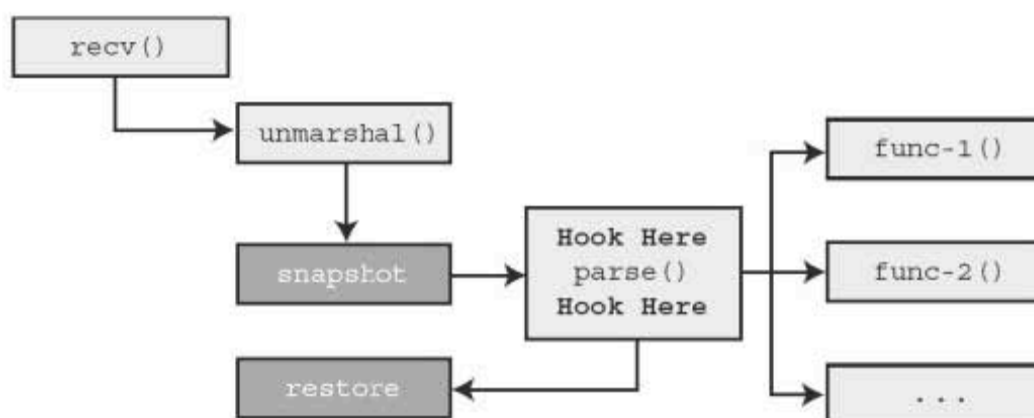 recv()
unmarshal()
func-1()
snapshot
Hook Here
parse()
Hook Here
func-2()
restore
...